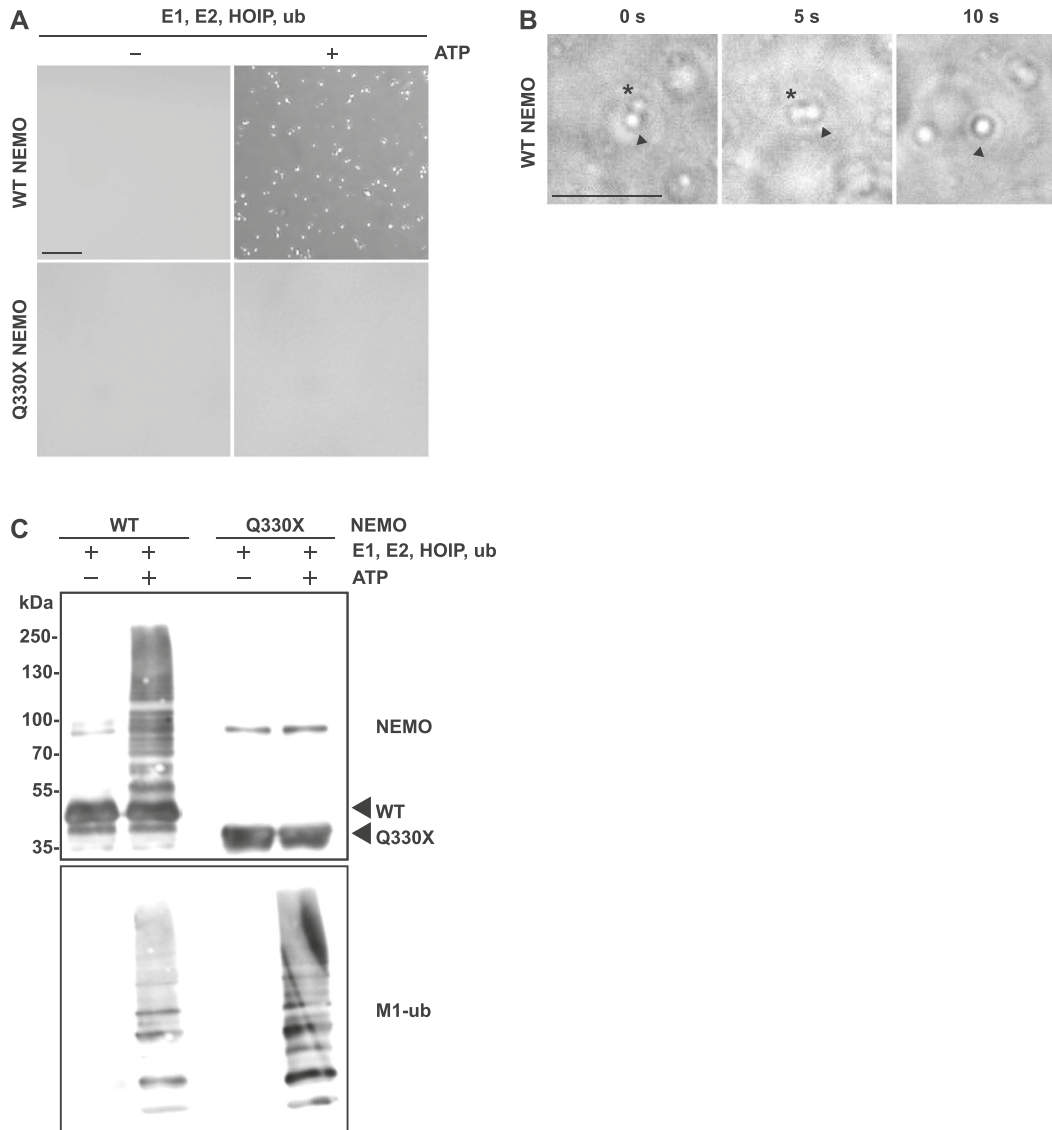 A
E1, E2, HOIP, ub
− + ATP
WT NEMO
Q330X NEMO
B
0 s 5 s 10 s
WT NEMO
*
*
C
WT Q330X NEMO
+ + + + E1, E2, HOIP, ub
− + − + ATP
kDa
250-
130-
100-
NEMO
70-
55-
WT
Q330X
35-
M1-ub